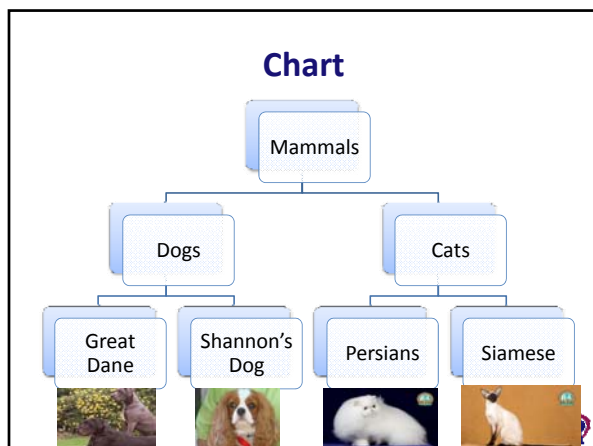 Chart
Mammals
Dogs
Cats
Great
Dane
Shannon's
Dog
Persians
Siamese